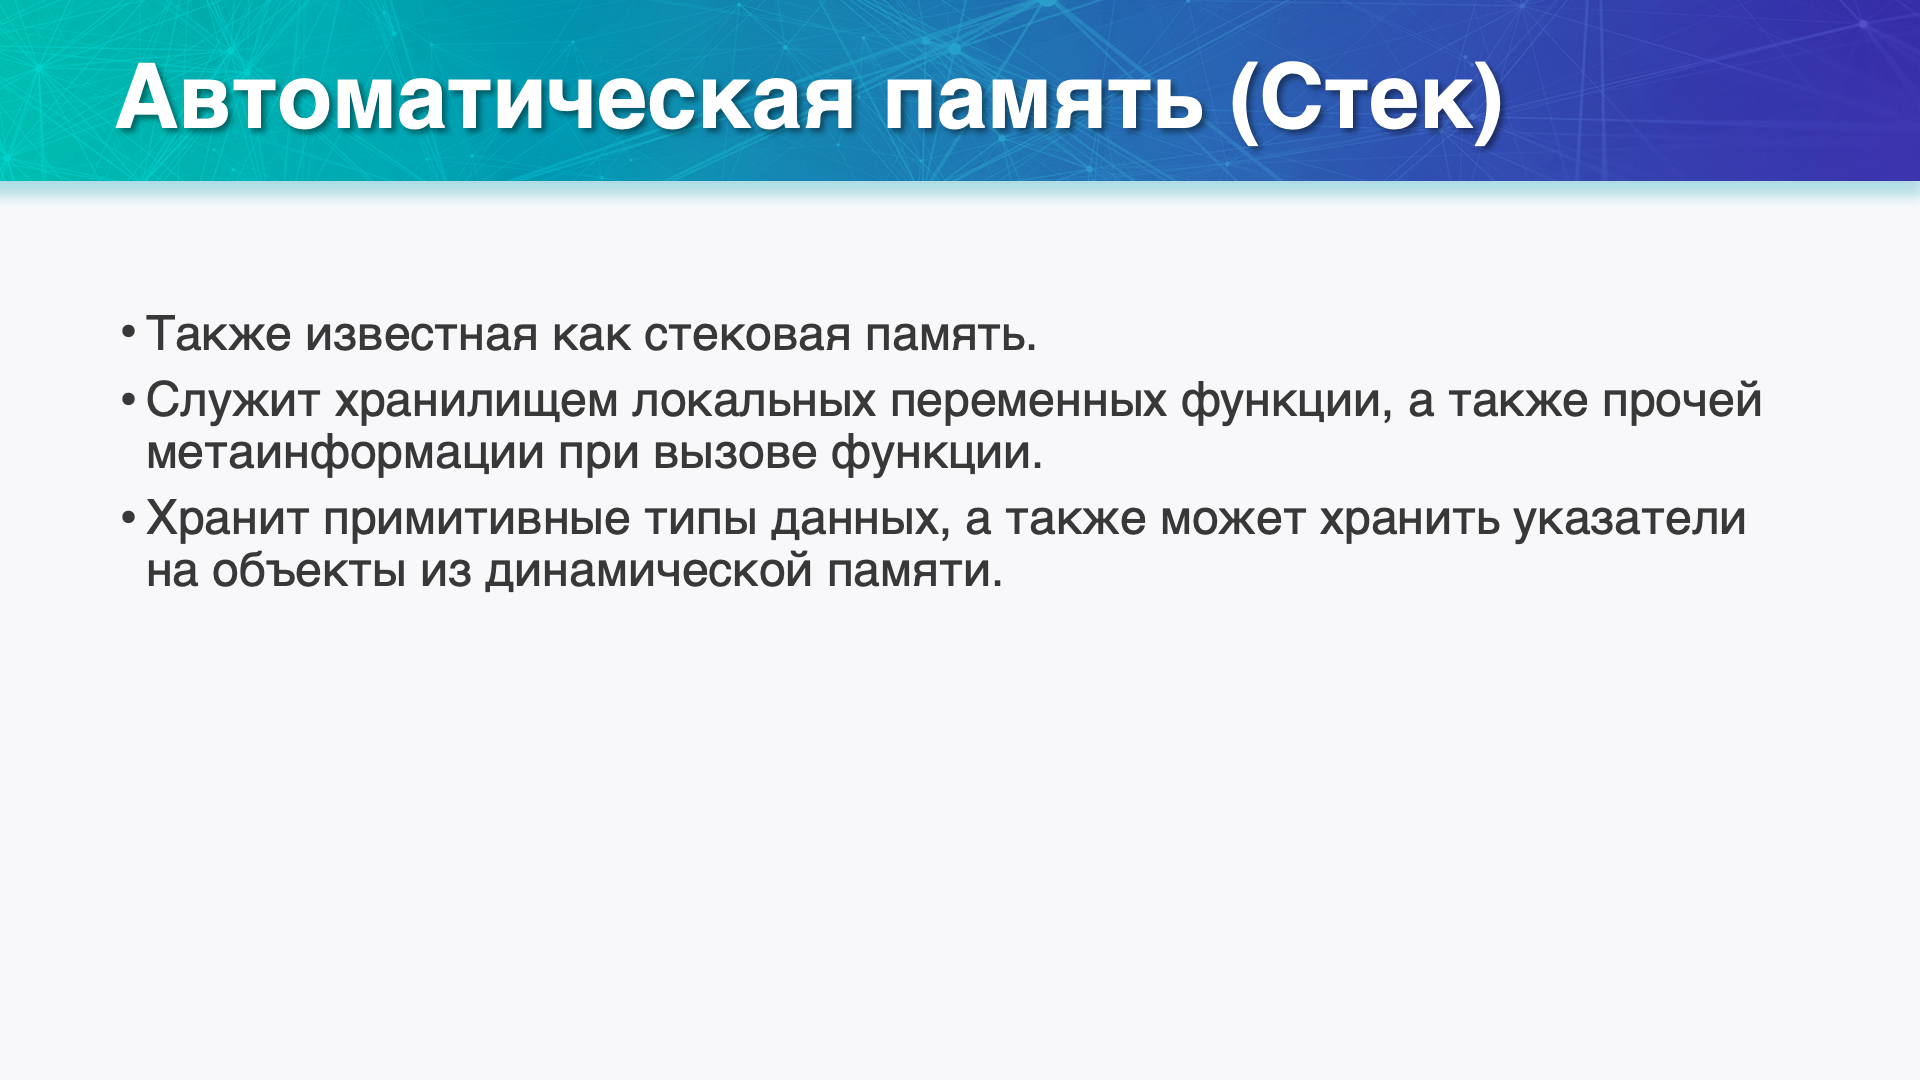 Автоматическая память (Стек)
• Также известная как стековая память.
• Служит хранилищем локальных переменных функции, а также прочей
метаинформации при вызове функции.
• Хранит примитивные типы данных, а также может хранить указатели
на объекты из динамической памяти.